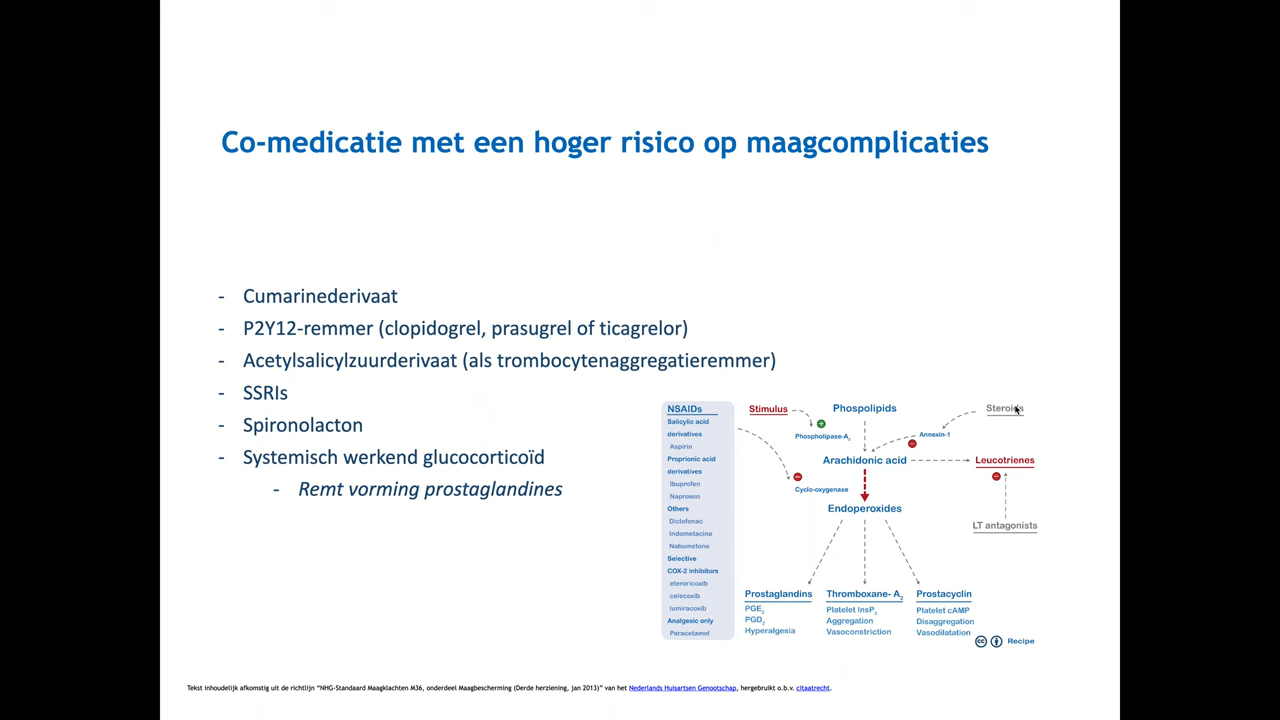 Co-medicatie met een hoger risico op maagcomplicaties
- Cumarinederivaat
- P2Y12-remmer (clopidogrel, prasugrel of ticagrelor)
- Acetylsalicylzuurderivaat (als trombocytenaggregatieremmer)
- SSRIs
- Spironolacton
- Systemisch werkend glucocorticoïd
- Remt vorming prostaglandines
NSAIDs
Salicylic acid
derivatives
Aspirin
Proprionic acid
derivatives
Ibuprofen
Naproxen
Others
Diclofenac
Indometacine
Nabumetone
Selective
COX-2 inhibitors
eteroricoxib
celecoxib
lumiracoxib
Analgesic only
Paracetamol
Stimulus
Phospolipids
Steroids
Phospholipase-A2
Annexin-1
Arachidonic acid
Leucotrienes
Cyclo-oxygenase
Endoperoxides
LT antagonists
Prostaglandins
PGE2
PGD2
Hyperalgesia
Thromboxane- A2
Platelet insP3
Aggregation
Vasoconstriction
Prostacyclin
Platelet cAMP
Disaggregation
Vasodilatation
cc Recipe
Tekst inhoudelijk afkomstig uit de richtlijn “NHG-Standaard Maagklachten M36, onderdeel Maagbescherming (Derde herziening, jan 2013)” van het Nederlands Huisartsen Genootschap, hergebruikt o.b.v. citaatrecht.